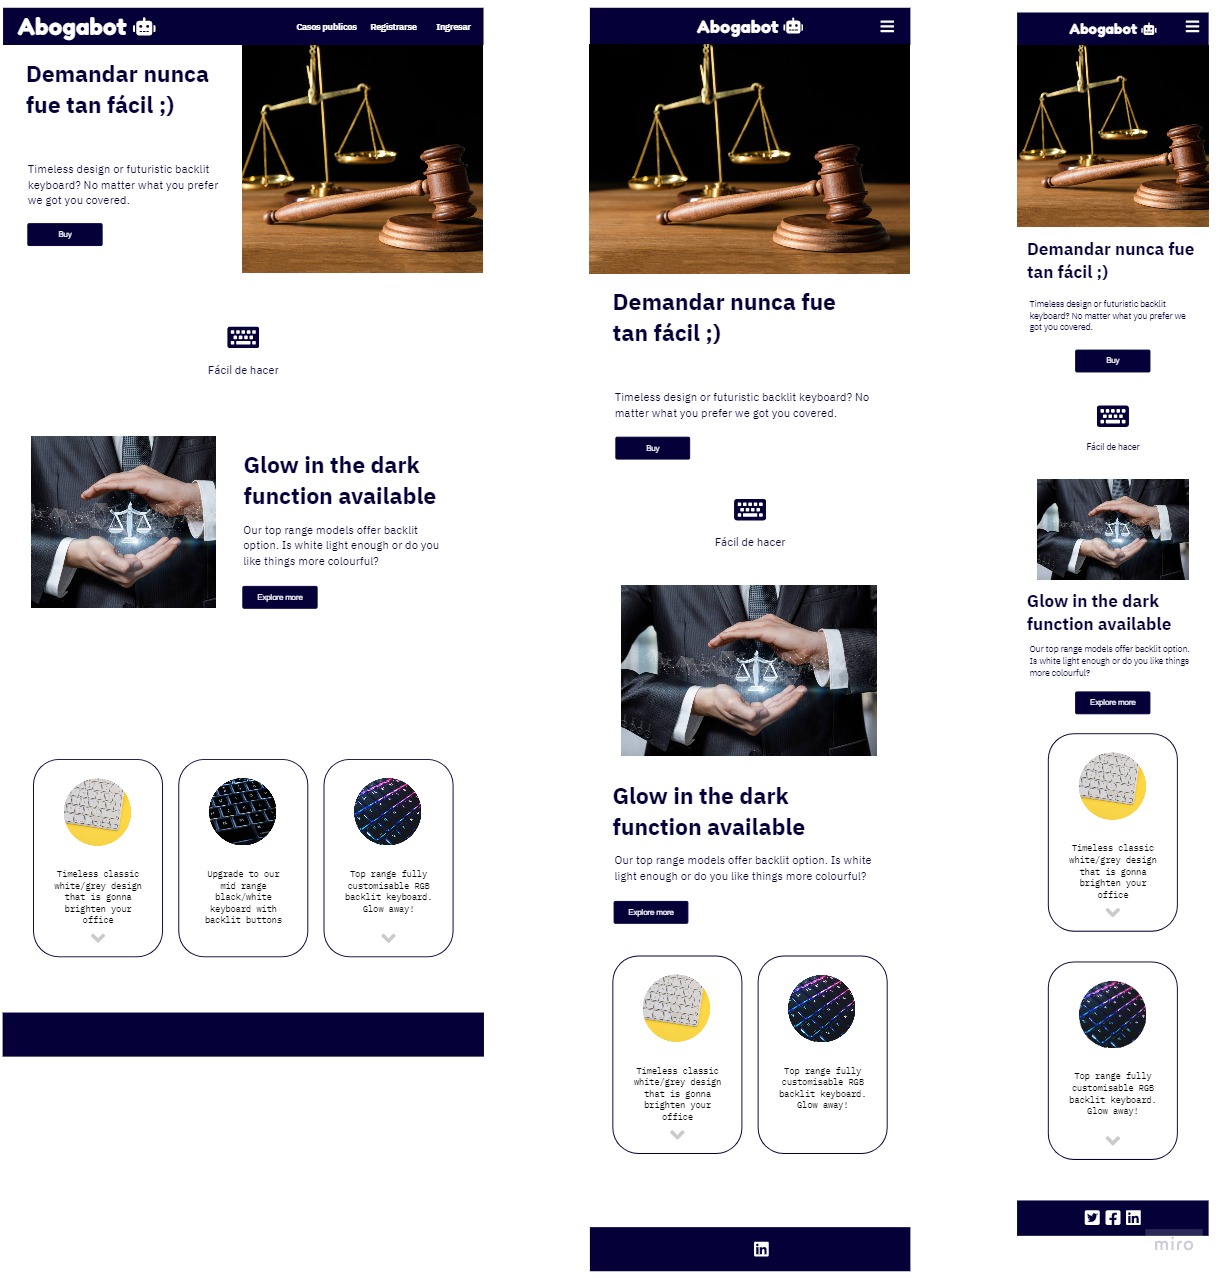 Abogabot
Casos publicos
Registrarse
Ingresar
Demandar nunca
fue tan fácil ;)
Timeless design or futuristic backlit
keyboard? No matter what you prefer
we got you covered.
Buy
Fácil de hacer
Glow in the dark
function available
Our top range models offer backlit
option. Is white light enough or do you
like things more colourful?
Explore more
Timeless classic
white/grey design
that is gonna
brighten your
office
Upgrade to our
mid range
black/white
keyboard with
backlit buttons
Top range fully
customisable RGB
backlit keyboard.
Glow away!
Abogabot
Demandar nunca fue
tan fácil ;)
Timeless design or futuristic backlit keyboard? No
matter what you prefer we got you covered.
Buy
Fácil de hacer
Glow in the dark
function available
Our top range models offer backlit option. Is white
light enough or do you like things more colourful?
Explore more
Timeless classic
white/grey design
that is gonna
brighten your
office
Top range fully
customisable RGB
backlit keyboard.
Glow away!
in
Abogabot
Demandar nunca fue
tan fácil ;)
Timeless design or futuristic backlit
keyboard? No matter what you prefer we
got you covered.
Buy
Fácil de hacer
Glow in the dark
function available
Our top range models offer backlit option.
Is white light enough or do you like things
more colourful?
Explore more
Timeless classic
white/grey design
that is gonna
brighten your
office
Top range fully
customisable RGB
backlit keyboard.
Glow away!
in
miro